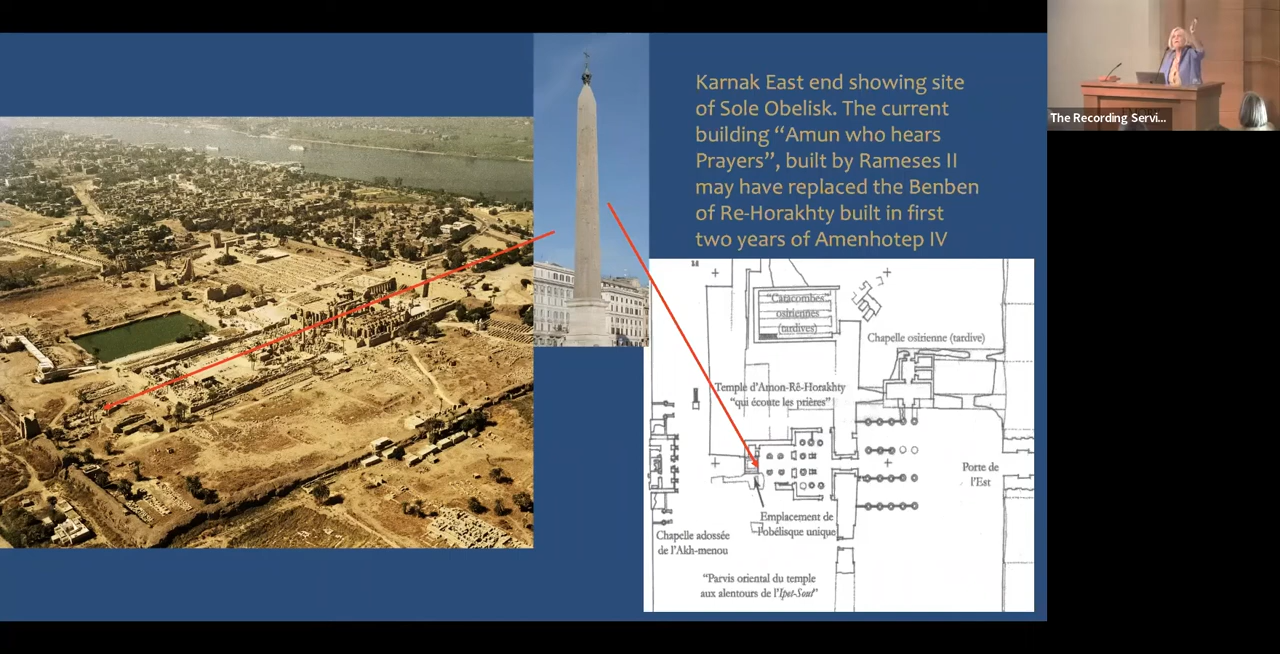 Karnak East end showing site
of Sole Obelisk. The current
building “Amun who hears
Prayers”, built by Rameses II
may have replaced the Benben
of Re-Horakhty built in first
two years of Amenhotep IV
The Recording Servi...
“Catacombes”
osiriennes
(tardives)
Chapelle osirienne (tardive)
Temple d'Amon-Rê-Horakhty
“qui écoute les prières”
Porte de
l'Est
Emplacement de
l'obélisque unique
Chapelle adossée
de l'Akh-menou
“Parvis oriental du temple
aux alentours de l'Ipet-Sout”